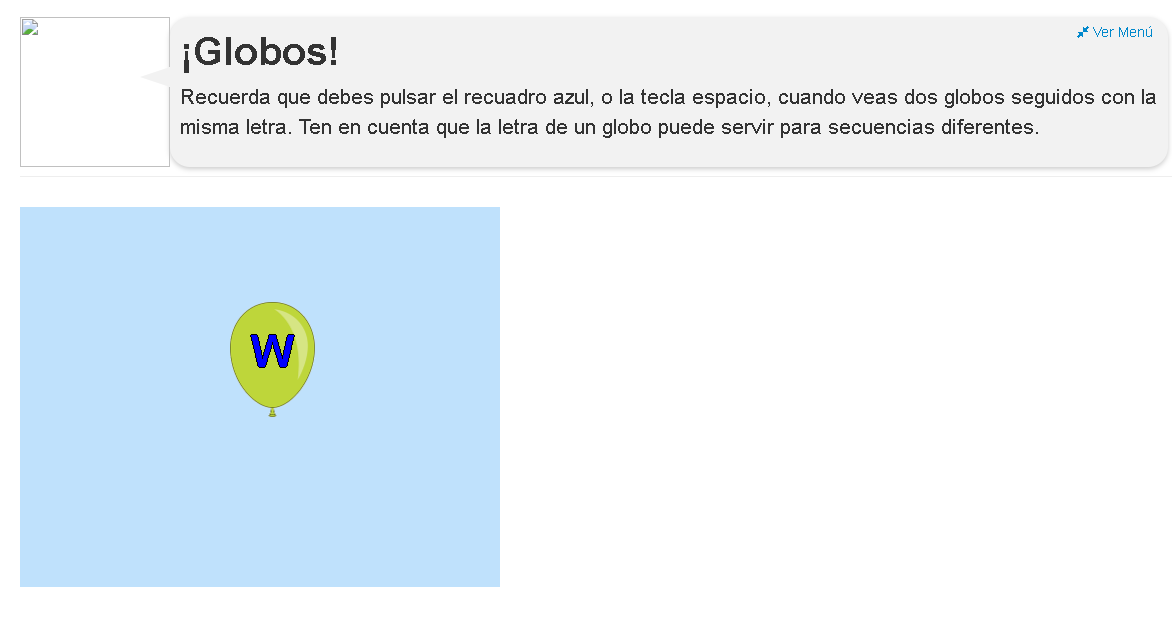 Ver Menú
¡Globos!
Recuerda que debes pulsar el recuadro azul, o la tecla espacio, cuando veas dos globos seguidos con la
misma letra. Ten en cuenta que la letra de un globo puede servir para secuencias diferentes.
W